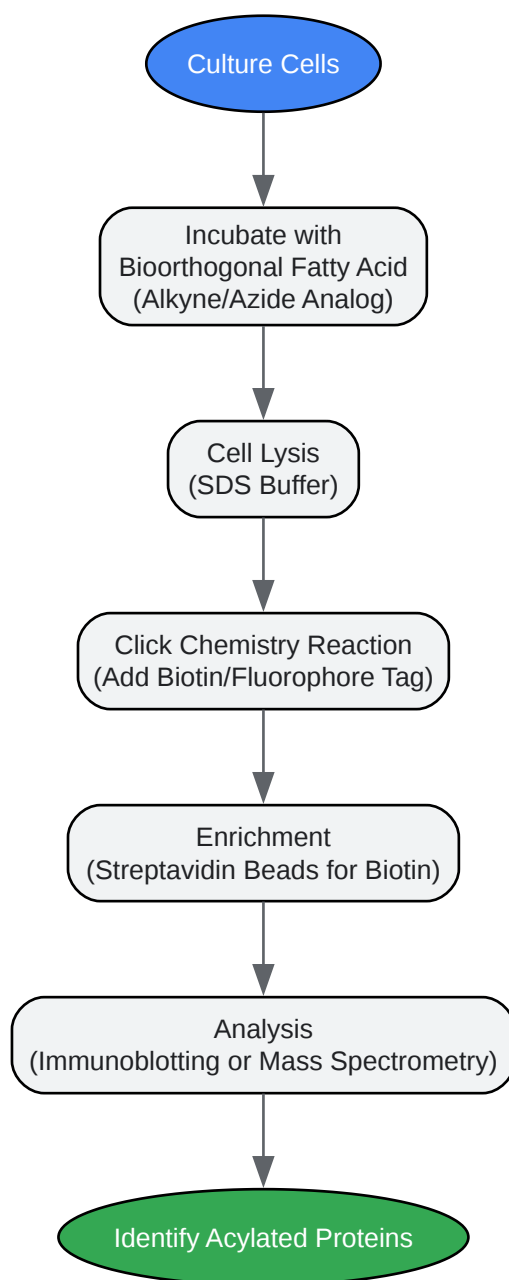 Culture Cells
Incubate with
Bioorthogonal Fatty Acid
(Alkyne/Azide Analog)
Cell Lysis
(SDS Buffer)
Click Chemistry Reaction
(Add Biotin/Fluorophore Tag)
Enrichment
(Streptavidin Beads for Biotin)
Analysis
(Immunoblotting or Mass Spectrometry)
Identify Acylated Proteins